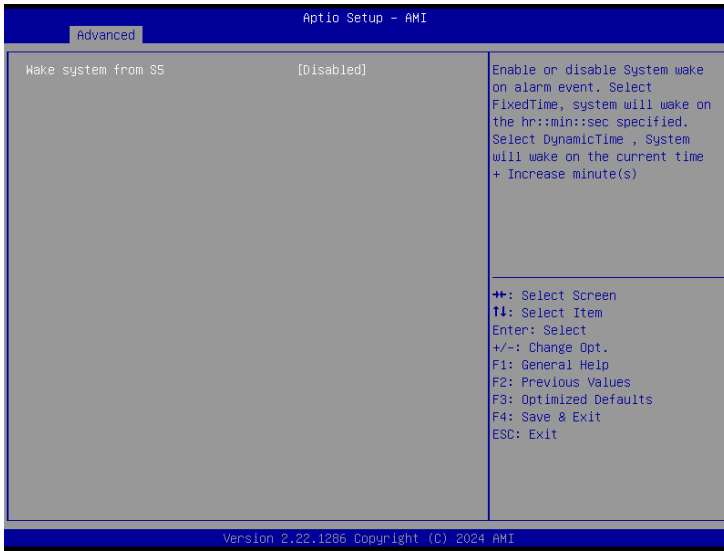 Aptio Setup – AMI
Advanced
Wake system from S5 [Disabled]
Enable or disable System wake
on alarm event. Select
FixedTime, system will wake on
the hr::min::sec specified.
Select DynamicTime , System
will wake on the current time
+ Increase minute(s)
→←: Select Screen
↑↓: Select Item
Enter: Select
+/-: Change Opt.
F1: General Help
F2: Previous Values
F3: Optimized Defaults
F4: Save & Exit
ESC: Exit
Version 2.22.1286 Copyright (C) 2024 AMI